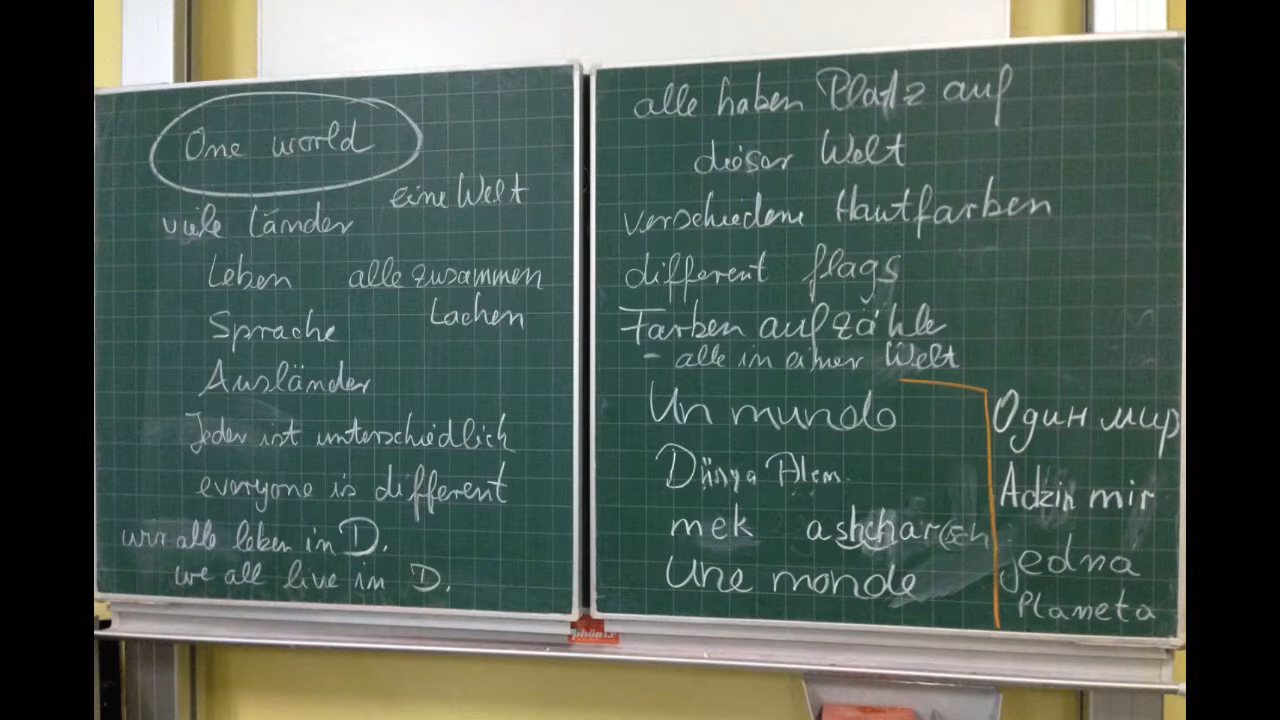 One world
eine Welt
viele Länder
Leben alle zusammen
Sprache Lachen
Ausländer
Jeder ist unterschiedlich
everyone is different
wir alle leben in D.
we all live in D.
alle haben Platz auf
dieser Welt
verschiedene Hautfarben
different flags
Farben aufzähle
- alle in einer Welt
Un mundo
Dünya Alem
mek
Une monde
Один мир
Adzin mir
jedna
Planeta